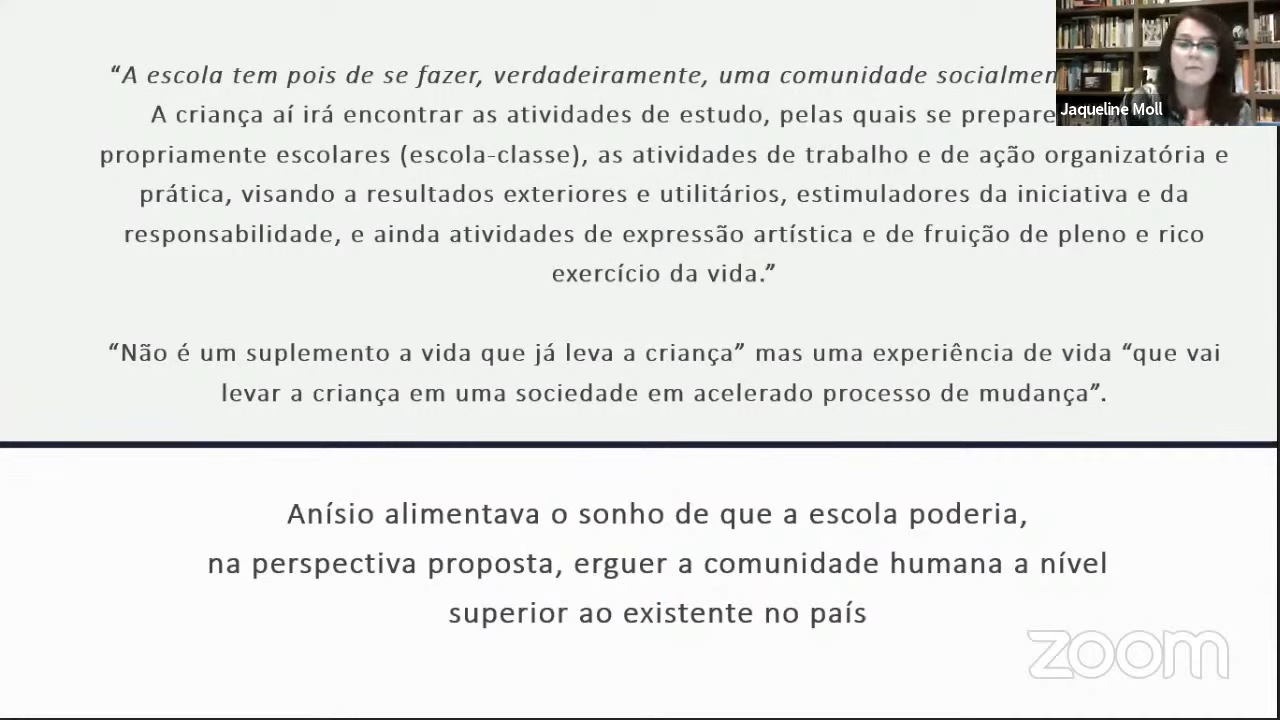 “A escola tem pois de se fazer, verdadeiramente, uma comunidade
A criança aí irá encontrar as atividades de estudo, pelas quais se prepare
propriamente escolares (escola-classe), as atividades de trabalho e de ação organizatória e
prática, visando a resultados exteriores e utilitários, estimuladores da iniciativa e da
responsabilidade, e ainda atividades de expressão artística e de fruição de pleno e rico
exercício da vida.”
“Não é um suplemento a vida que já leva a criança” mas uma experiência de vida “que vai
levar a criança em uma sociedade em acelerado processo de mudança”.
Anísio alimentava o sonho de que a escola poderia,
na perspectiva proposta, erguer a comunidade humana a nível
superior ao existente no país
Jaqueline Moll
zoom